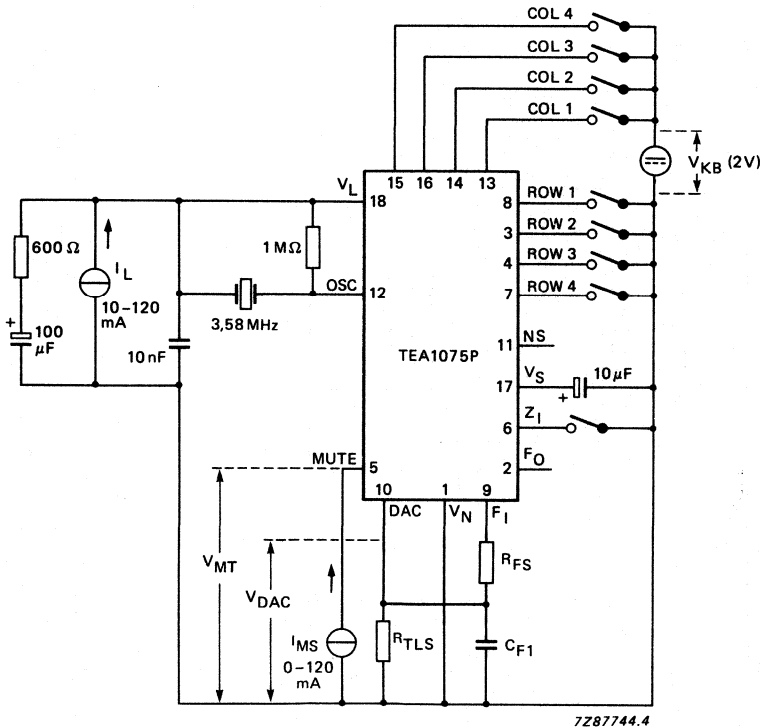 COL 4
COL 3
COL 2
COL 1
V_KB (2V)
15 16 14 13
V_L
18
8 ROW 1
3 ROW 2
4 ROW 3
7 ROW 4
600 Ω
I_L
10–120
mA
1 MΩ
OSC
12
3,58 MHz
+
100
μF
10 nF
TEA1075P
11 NS
17 V_S
10 μF
+
6 Z_I
2 F_O
MUTE
5
10 1 9
DAC V_N F_I
V_MT
V_DAC
R_FS
I_MS
0–120
mA
R_TLS
C_F1
7Z87744.4